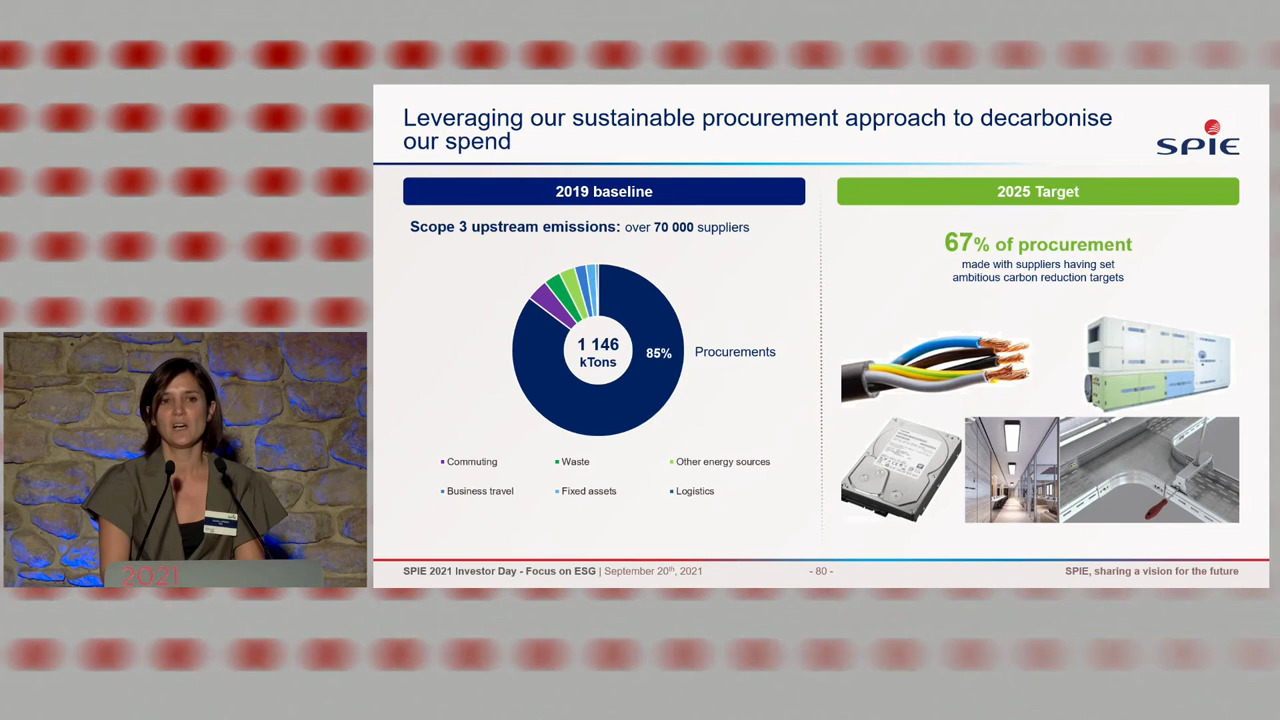 Leveraging our sustainable procurement approach to decarbonise
our spend
SPIE
2019 baseline
2025 Target
Scope 3 upstream emissions: over 70 000 suppliers
67% of procurement
made with suppliers having set
ambitious carbon reduction targets
1 146
kTons
85%
Procurements
Commuting
Waste
Other energy sources
Business travel
Fixed assets
Logistics
SPIE 2021 Investor Day - Focus on ESG | September 20th, 2021
- 80 -
SPIE, sharing a vision for the future
2021